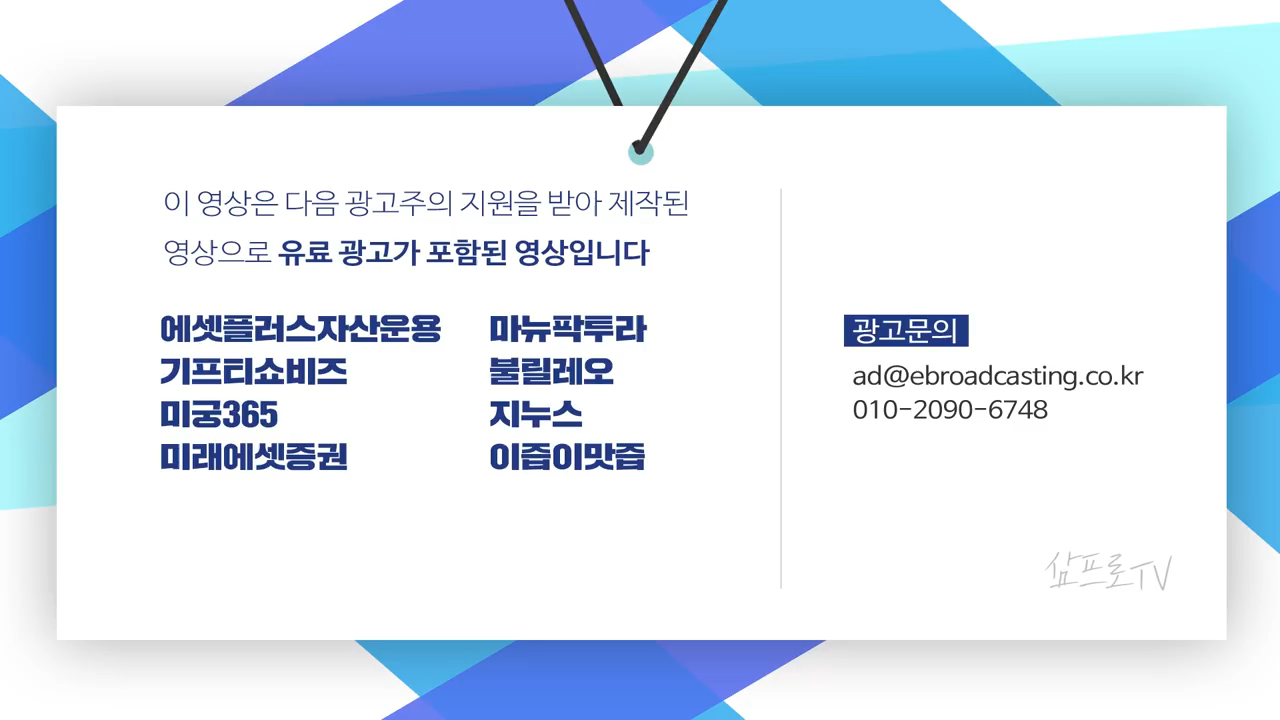 이 영상은 다음 광고주의 지원을 받아 제작된
영상으로 유료 광고가 포함된 영상입니다
에셋플러스자산운용
기프티쇼비즈
미궁365
미래에셋증권
마뉴팍투라
불릴레오
지누스
이즙이맛즙
광고문의
ad@ebroadcasting.co.kr
010-2090-6748
삼프로TV